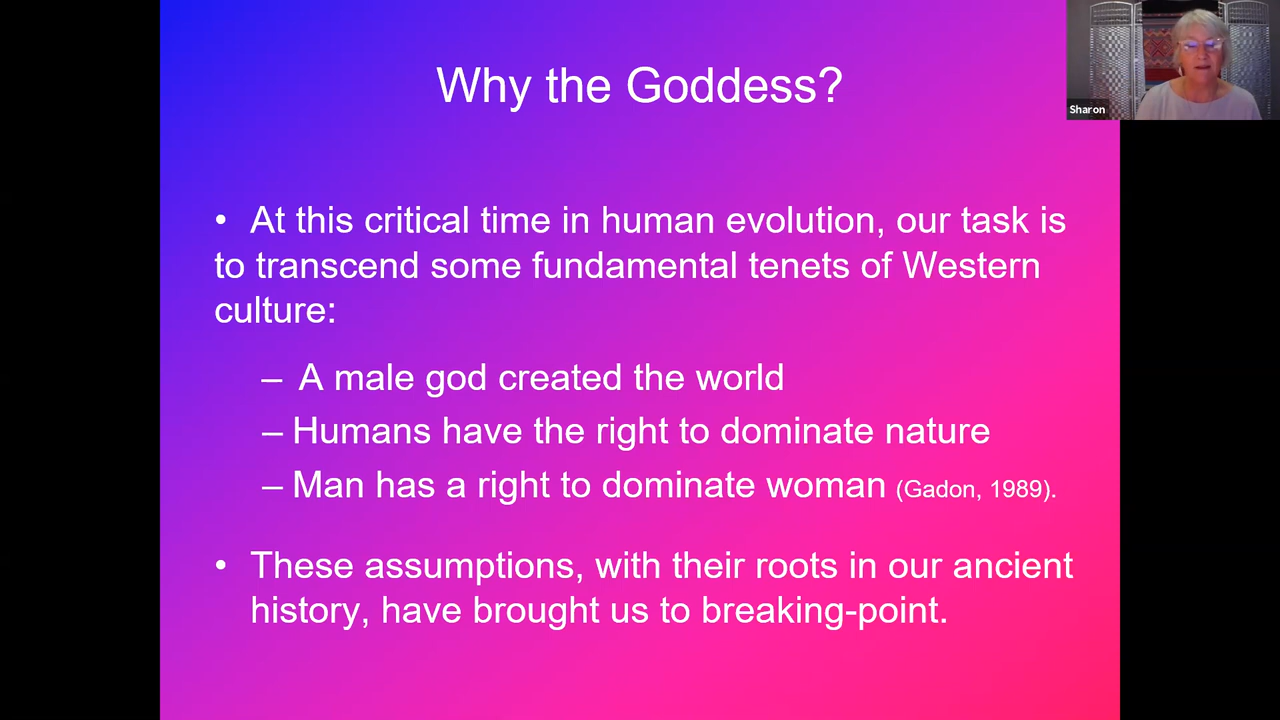 Why the Goddess?
Sharon
• At this critical time in human evolution, our task is
to transcend some fundamental tenets of Western
culture:
– A male god created the world
– Humans have the right to dominate nature
– Man has a right to dominate woman (Gadon, 1989).
• These assumptions, with their roots in our ancient
history, have brought us to breaking-point.